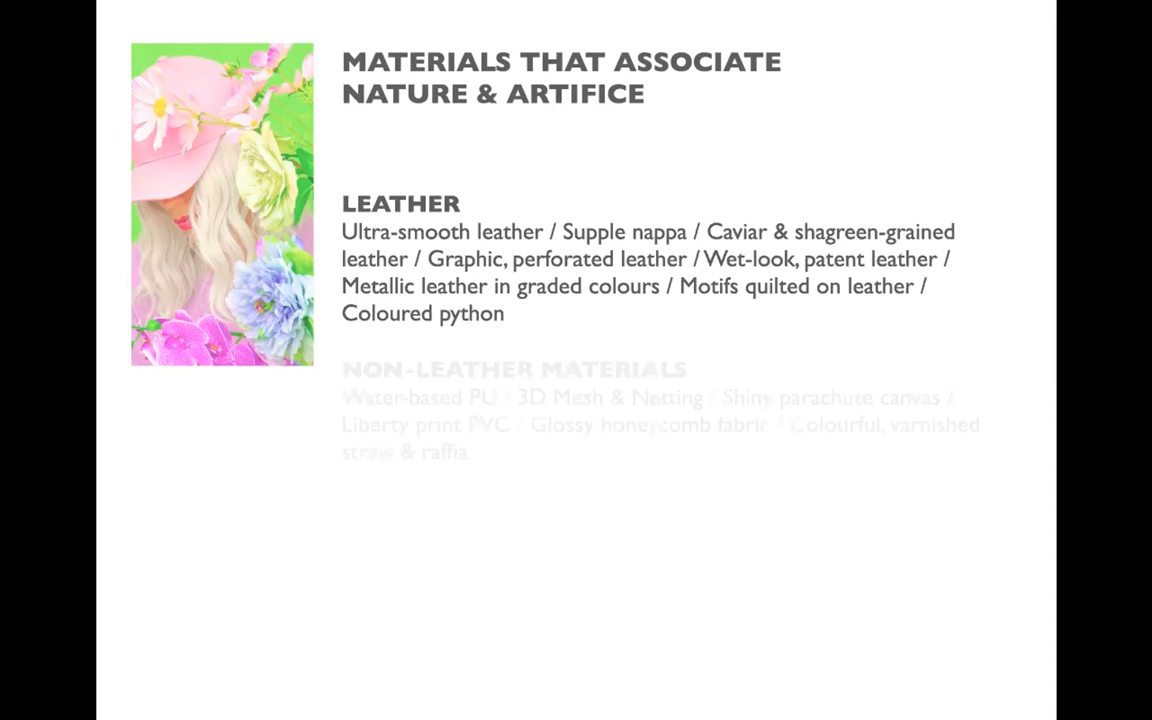 MATERIALS THAT ASSOCIATE
NATURE & ARTIFICE
LEATHER
Ultra-smooth leather / Supple nappa / Caviar & shagreen-grained
leather / Graphic, perforated leather / Wet-look, patent leather /
Metallic leather in graded colours / Motifs quilted on leather /
Coloured python
NON-LEATHER MATERIALS
Water-based PU / 3D Mesh & Netting / Shiny parachute canvas /
Liberty print PVC / Glossy honeycomb fabric / Colourful, varnished
straw & raffia